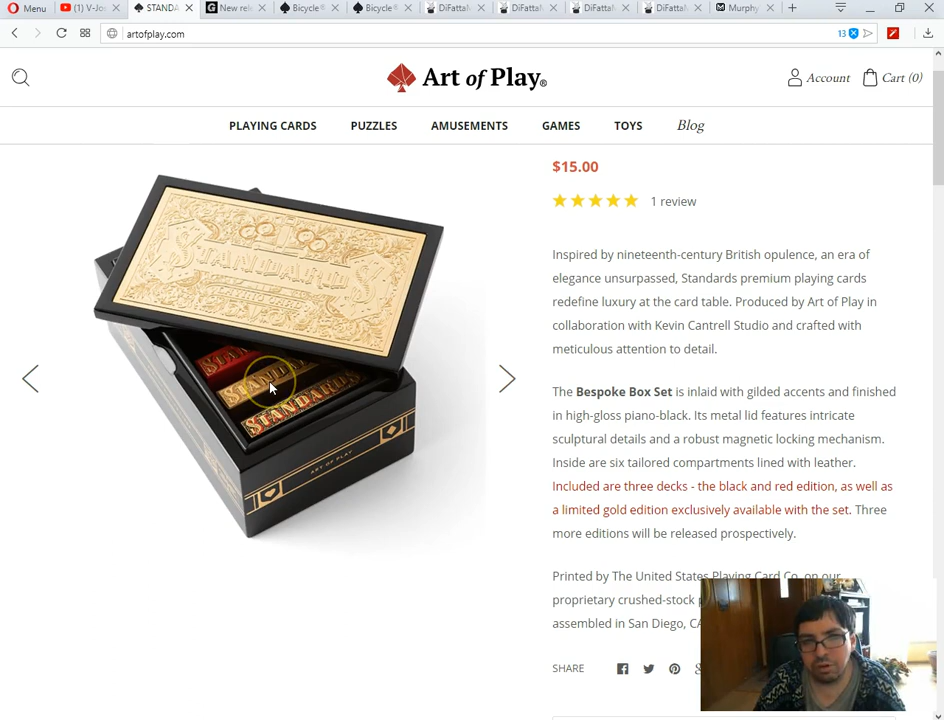 Menu
(1) V-Jo
STANDA
New re
Bicycle®
Bicycle®
DiFattaM
DiFatta
DiFatta
DiFattaM
Murphy
artofplay.com
13
Art of Play®
Account
Cart (0)
PLAYING CARDS
PUZZLES
AMUSEMENTS
GAMES
TOYS
Blog
$15.00
1 review
Inspired by nineteenth-century British opulence, an era of
elegance unsurpassed, Standards premium playing cards
redefine luxury at the card table. Produced by Art of Play in
collaboration with Kevin Cantrell Studio and crafted with
meticulous attention to detail.
The Bespoke Box Set is inlaid with gilded accents and finished
in high-gloss piano-black. Its metal lid features intricate
sculptural details and a robust magnetic locking mechanism.
Inside are six tailored compartments lined with leather.
Included are three decks - the black and red edition, as well as
a limited gold edition exclusively available with the set. Three
more editions will be released prospectively.
Printed by The United States Playing Card Co. on our
proprietary crushed-stock
assembled in San Diego, CA
SHARE
STANDARDS
STAN
STAND
STANDARDS
ART OF PLAY